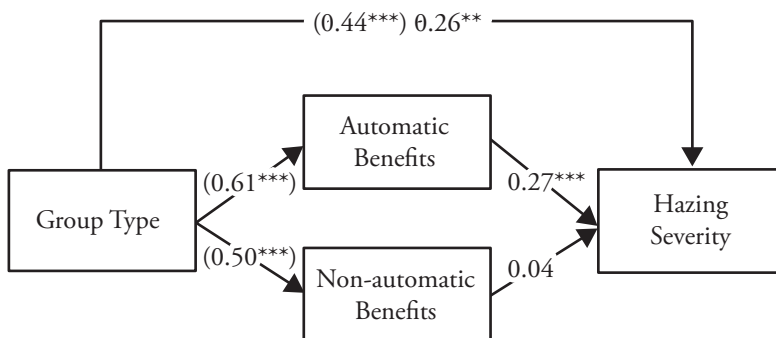 (0.44***) 0.26**
Automatic
Benefits
(0.61***)
0.27***
Group Type
Hazing
Severity
(0.50***)
0.04
Non-automatic
Benefits